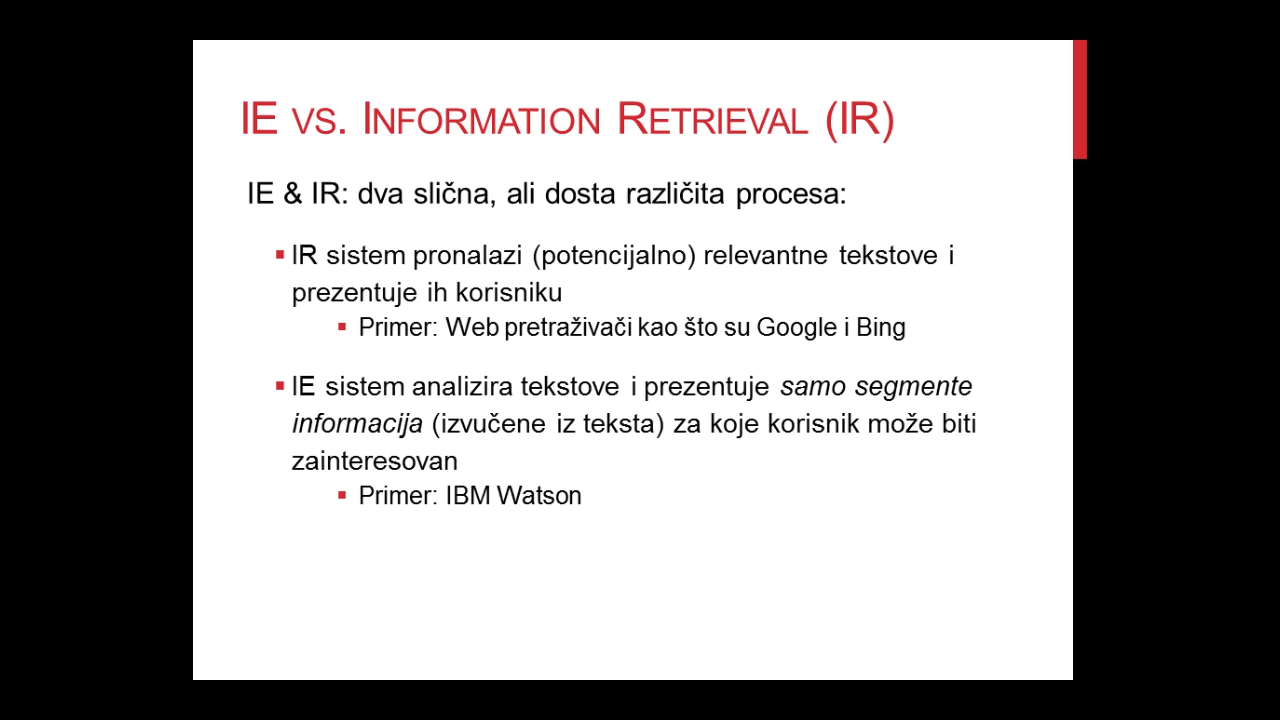 IE VS. INFORMATION RETRIEVAL (IR)
IE & IR: dva slična, ali dosta različita procesa:
IR sistem pronalazi (potencijalno) relevantne tekstove i
prezentuje ih korisniku
Primer: Web pretraživači kao što su Google i Bing
IE sistem analizira tekstove i prezentuje samo segmente
informacija (izvučene iz teksta) za koje korisnik može biti
zainteresovan
Primer: IBM Watson